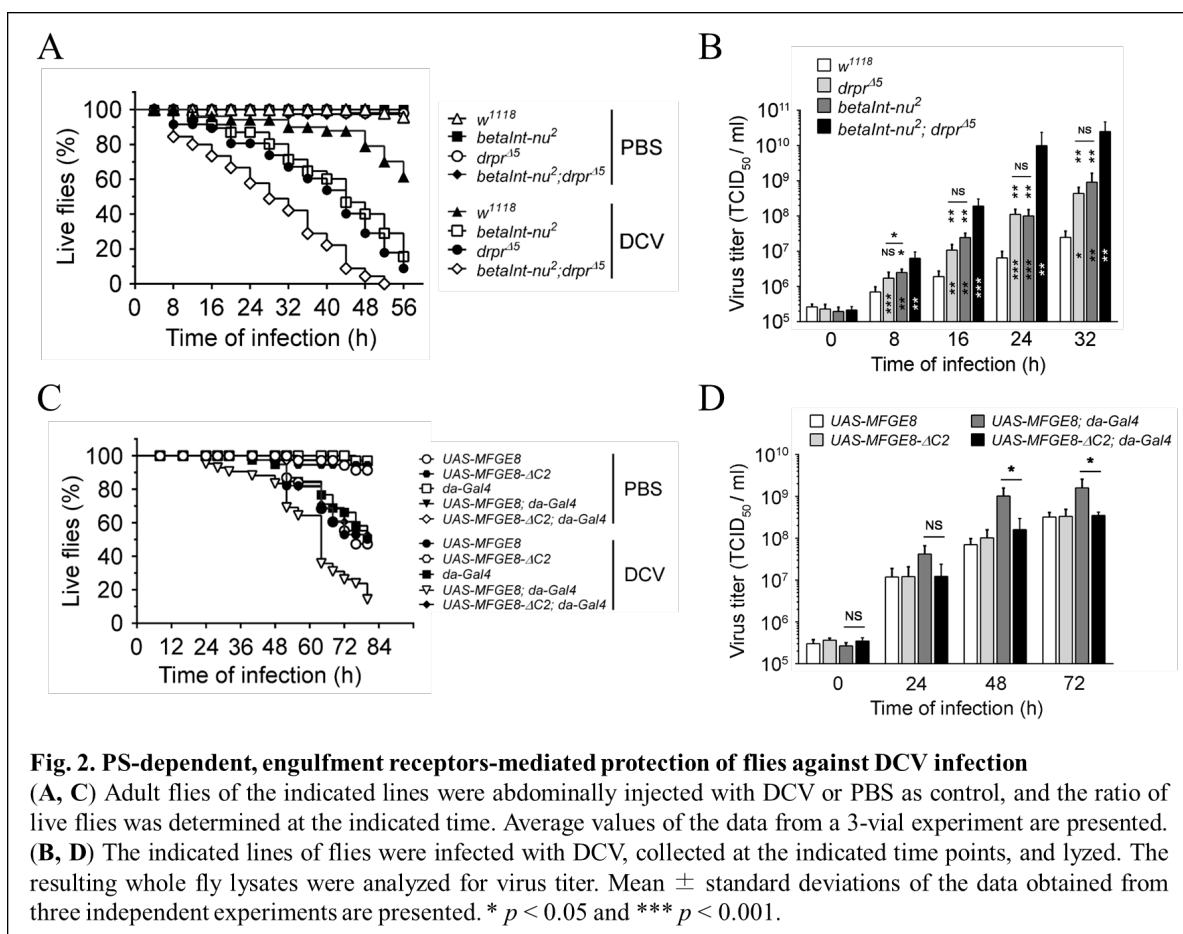 A
Live flies (%)
100
80
60
40
20
0
0 8 16 24 32 40 48 56
Time of infection (h)
w1118
betaInt-nu2
drprΔ5
betaInt-nu2;drprΔ5
PBS
w1118
betaInt-nu2
drprΔ5
betaInt-nu2;drprΔ5
DCV
B
w1118
drprΔ5
betaInt-nu2
betaInt-nu2; drprΔ5
Virus titer (TCID50 / ml)
1011
1010
109
108
107
106
105
*
NS *
** *** **
NS
** **
** ** ***
NS
** **
*** *** **
NS
** **
* ** **
0 8 16 24 32
Time of infection (h)
C
Live flies (%)
100
80
60
40
20
0
0 12 24 36 48 60 72 84
Time of infection (h)
UAS-MFGE8
UAS-MFGE8-ΔC2
da-Gal4
UAS-MFGE8; da-Gal4
UAS-MFGE8-ΔC2; da-Gal4
PBS
UAS-MFGE8
UAS-MFGE8-ΔC2
da-Gal4
UAS-MFGE8; da-Gal4
UAS-MFGE8-ΔC2; da-Gal4
DCV
D
UAS-MFGE8 UAS-MFGE8; da-Gal4
UAS-MFGE8-ΔC2 UAS-MFGE8-ΔC2; da-Gal4
Virus titer (TCID50 / ml)
1010
109
108
107
106
105
NS NS * *
0 24 48 72
Time of infection (h)
Fig. 2. PS-dependent, engulfment receptors-mediated protection of flies against DCV infection
(A, C) Adult flies of the indicated lines were abdominally injected with DCV or PBS as control, and the ratio of
live flies was determined at the indicated time. Average values of the data from a 3-vial experiment are presented.
(B, D) The indicated lines of flies were infected with DCV, collected at the indicated time points, and lyzed. The
resulting whole fly lysates were analyzed for virus titer. Mean ± standard deviations of the data obtained from
three independent experiments are presented. * p < 0.05 and *** p < 0.001.